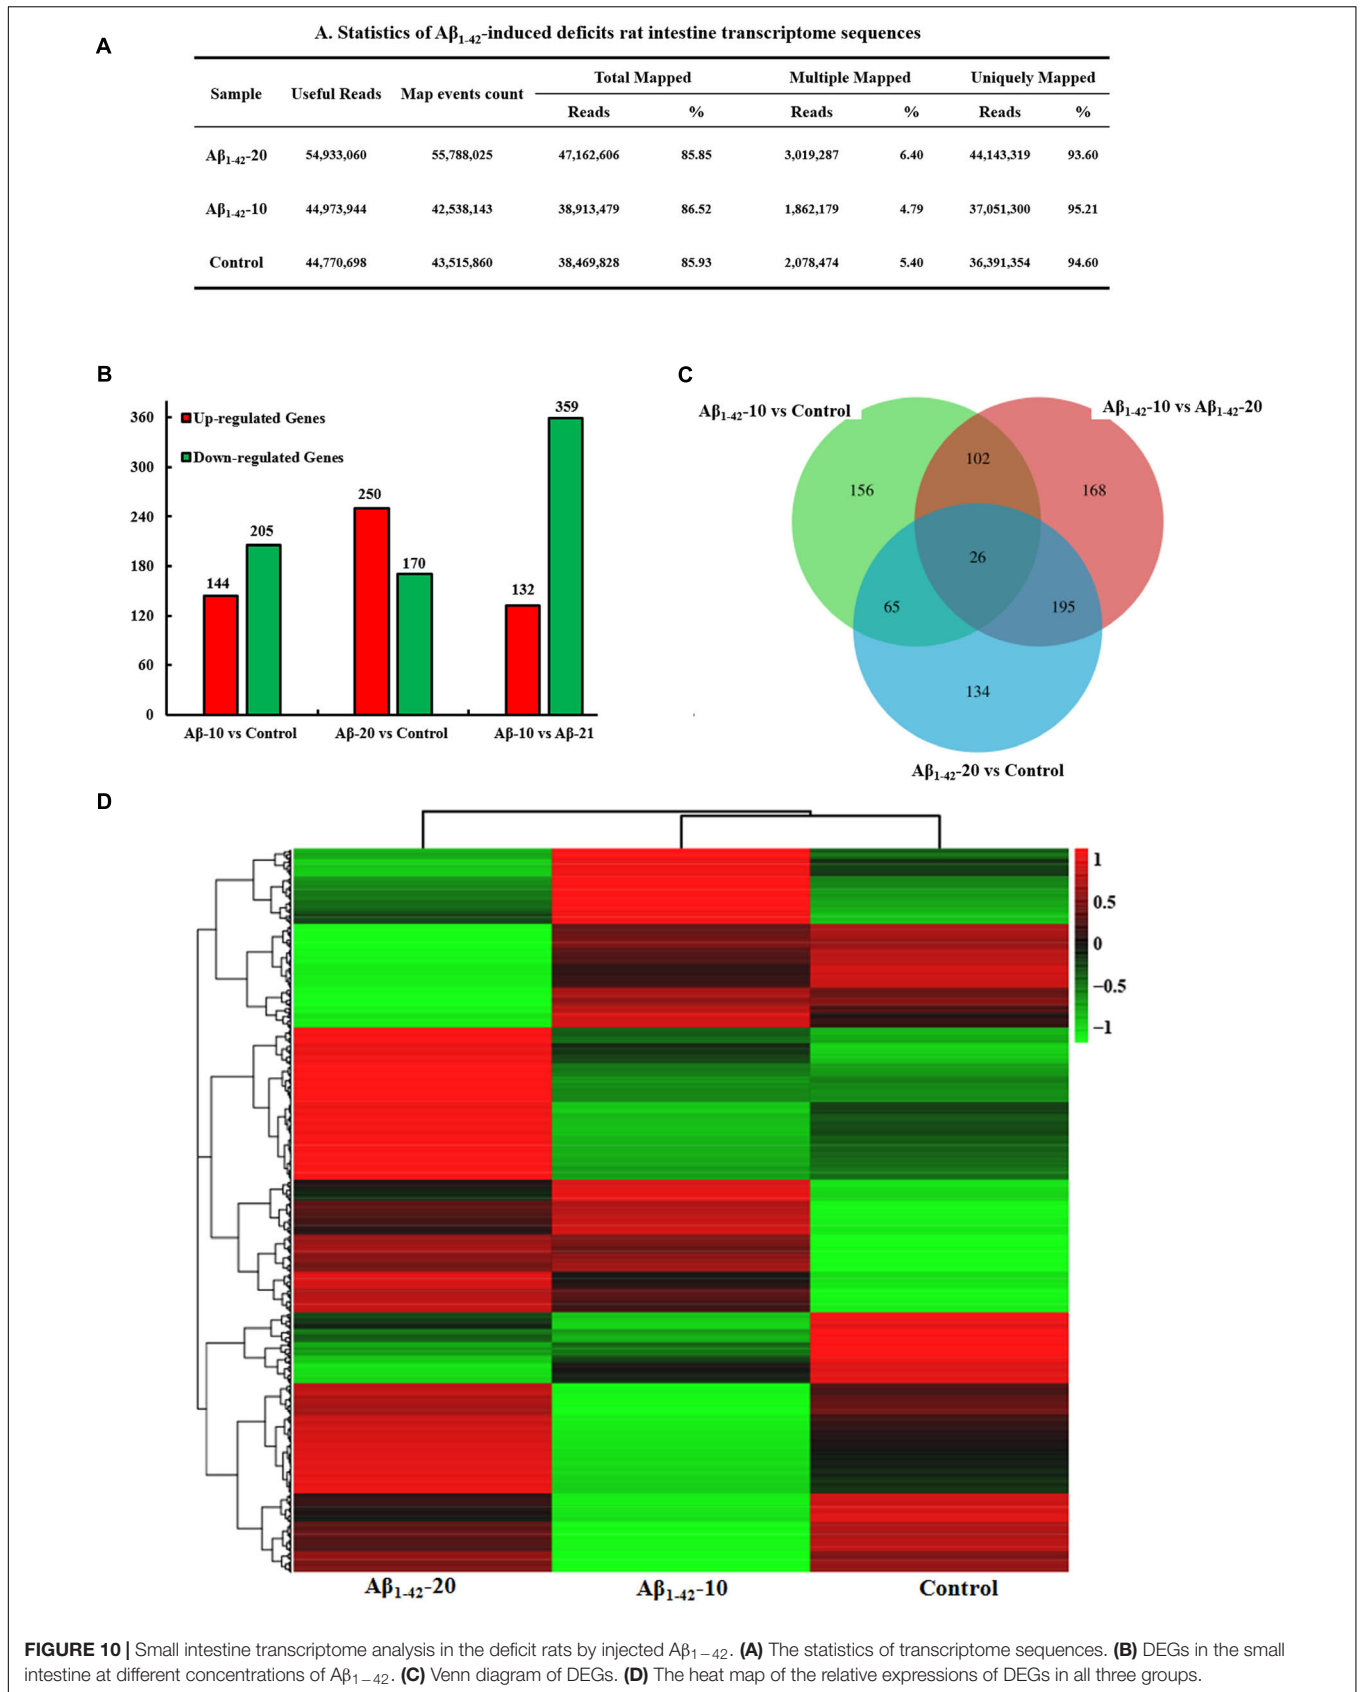 A
A. Statistics of Aβ1-42-induced deficits rat intestine transcriptome sequences
Sample Useful Reads Map events count Total Mapped Multiple Mapped Uniquely Mapped
Reads % Reads % Reads %
Aβ1-42-20 54,933,060 55,788,025 47,162,606 85.85 3,019,287 6.40 44,143,319 93.60
Aβ1-42-10 44,973,944 42,538,143 38,913,479 86.52 1,862,179 4.79 37,051,300 95.21
Control 44,770,698 43,515,860 38,469,828 85.93 2,078,474 5.40 36,391,354 94.60
B
360
300
240
180
120
60
0
Up-regulated Genes
Down-regulated Genes
144
205
250
170
132
359
Aβ-10 vs Control
Aβ-20 vs Control
Aβ-10 vs Aβ-21
C
Aβ1-42-10 vs Control
Aβ1-42-10 vs Aβ1-42-20
102
156
168
26
65
195
134
Aβ1-42-20 vs Control
D
1
0.5
0
−0.5
−1
Aβ1-42-20
Aβ1-42-10
Control
FIGURE 10 | Small intestine transcriptome analysis in the deficit rats by injected Aβ1−42. (A) The statistics of transcriptome sequences. (B) DEGs in the small
intestine at different concentrations of Aβ1−42. (C) Venn diagram of DEGs. (D) The heat map of the relative expressions of DEGs in all three groups.